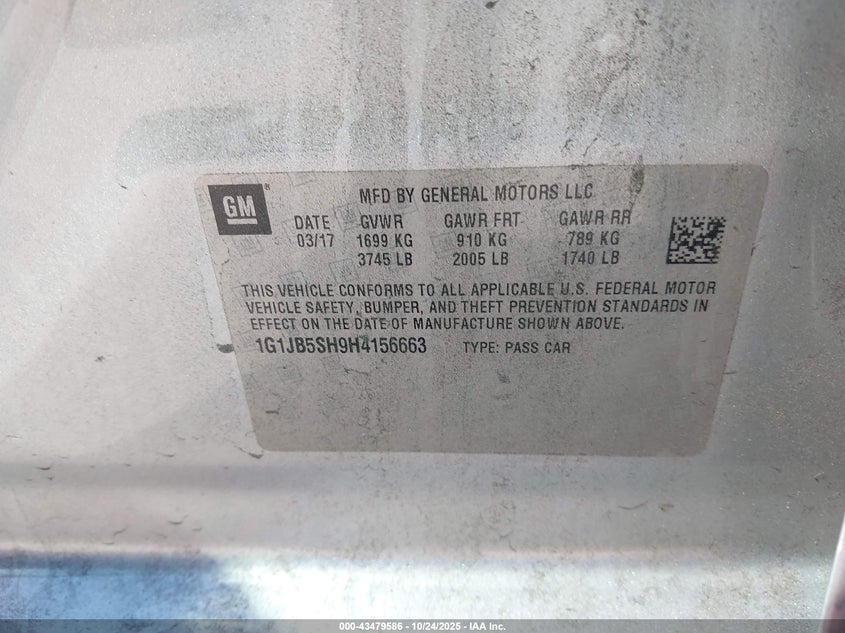 GM®
MFD BY GENERAL MOTORS LLC
DATE GVWR GAWR FRT GAWR RR
03/17 1699 KG 910 KG 789 KG
3745 LB 2005 LB 1740 LB
THIS VEHICLE CONFORMS TO ALL APPLICABLE U.S. FEDERAL MOTOR
VEHICLE SAFETY, BUMPER, AND THEFT PREVENTION STANDARDS IN
EFFECT ON THE DATE OF MANUFACTURE SHOWN ABOVE.
1G1JB5SH9H4156663 TYPE: PASS CAR
000-43479586 - 10/24/2025 - IAA Inc.